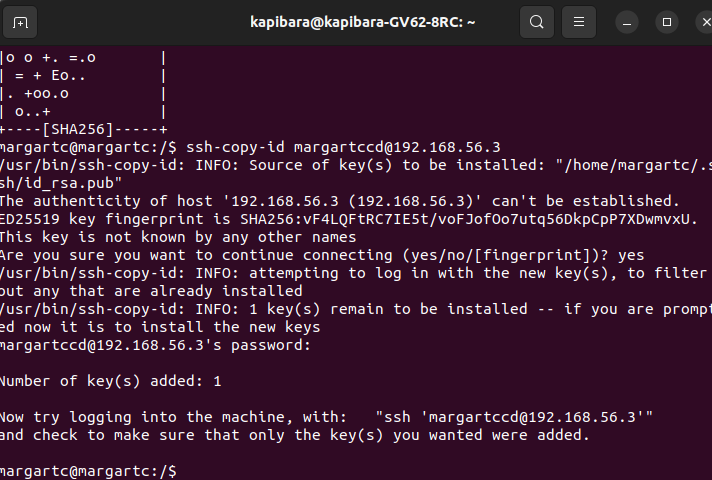 kapibara@kapibara-GV62-8RC: ~
|o o +. =.o       |
| = + Eo..        |
|. +oo.o          |
| o..+            |
+----[SHA256]-----+
margartc@margartc:/$ ssh-copy-id margartccd@192.168.56.3
/usr/bin/ssh-copy-id: INFO: Source of key(s) to be installed: "/home/margartc/.s
sh/id_rsa.pub"
The authenticity of host '192.168.56.3 (192.168.56.3)' can't be established.
ED25519 key fingerprint is SHA256:vF4LQFtRC7IE5t/voFJofOo7utq56DkpCpP7XDwmvxU.
This key is not known by any other names
Are you sure you want to continue connecting (yes/no/[fingerprint])? yes
/usr/bin/ssh-copy-id: INFO: attempting to log in with the new key(s), to filter
out any that are already installed
/usr/bin/ssh-copy-id: INFO: 1 key(s) remain to be installed -- if you are prompt
ed now it is to install the new keys
margartccd@192.168.56.3's password:
Number of key(s) added: 1
Now try logging into the machine, with:   "ssh 'margartccd@192.168.56.3'"
and check to make sure that only the key(s) you wanted were added.
margartc@margartc:/$